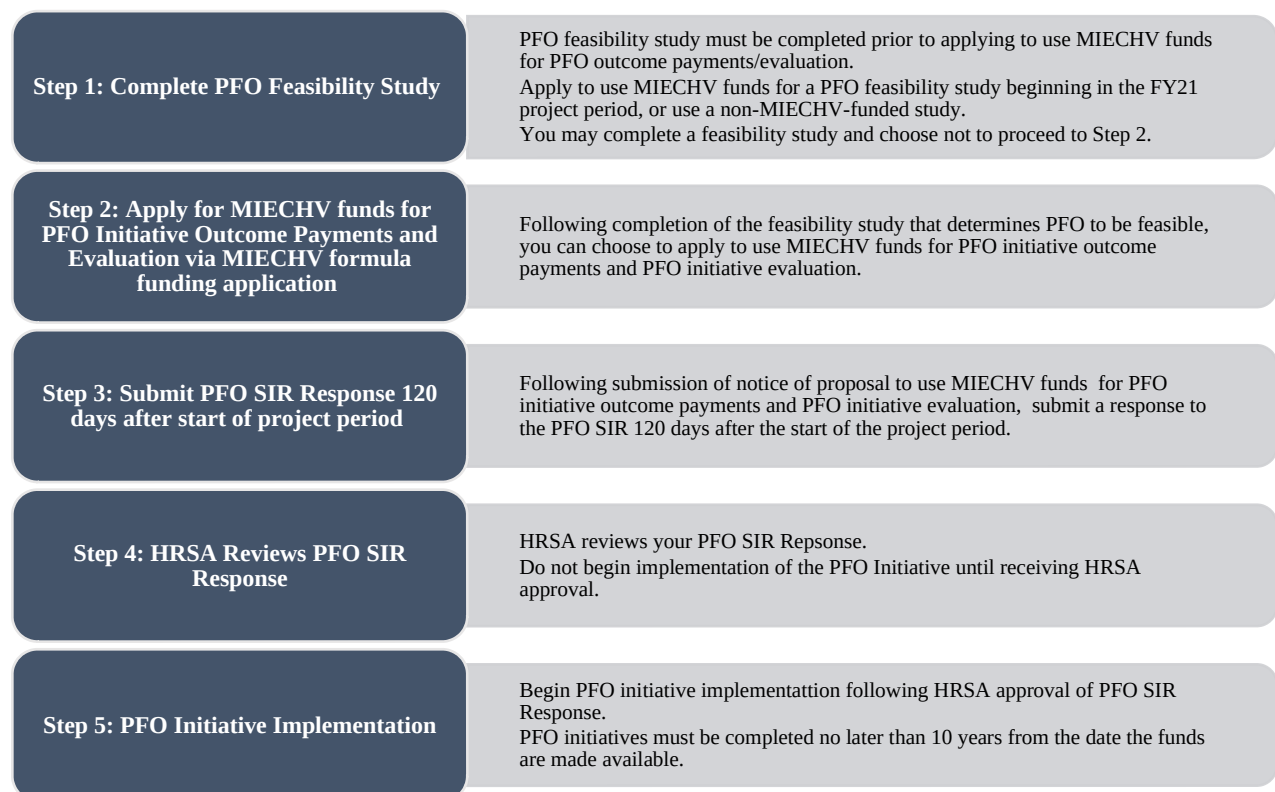 Step 1: Complete PFO Feasibility Study
PFO feasibility study must be completed prior to applying to use MIECHV funds
for PFO outcome payments/evaluation.
Apply to use MIECHV funds for a PFO feasibility study beginning in the FY21
project period, or use a non-MIECHV-funded study.
You may complete a feasibility study and choose not to proceed to Step 2.
Step 2: Apply for MIECHV funds for
PFO Initiative Outcome Payments and
Evaluation via MIECHV formula
funding application
Following completion of the feasibility study that determines PFO to be feasible,
you can choose to apply to use MIECHV funds for PFO initiative outcome
payments and PFO initiative evaluation.
Step 3: Submit PFO SIR Response 120
days after start of project period
Following submission of notice of proposal to use MIECHV funds  for PFO
initiative outcome payments and PFO initiative evaluation,  submit a response to
the PFO SIR 120 days after the start of the project period.
Step 4: HRSA Reviews PFO SIR
Response
HRSA reviews your PFO SIR Repsonse.
Do not begin implementation of the PFO Initiative until receiving HRSA
approval.
Step 5: PFO Initiative Implementation
Begin PFO initiative implementattion following HRSA approval of PFO SIR
Response.
PFO initiatives must be completed no later than 10 years from the date the funds
are made available.